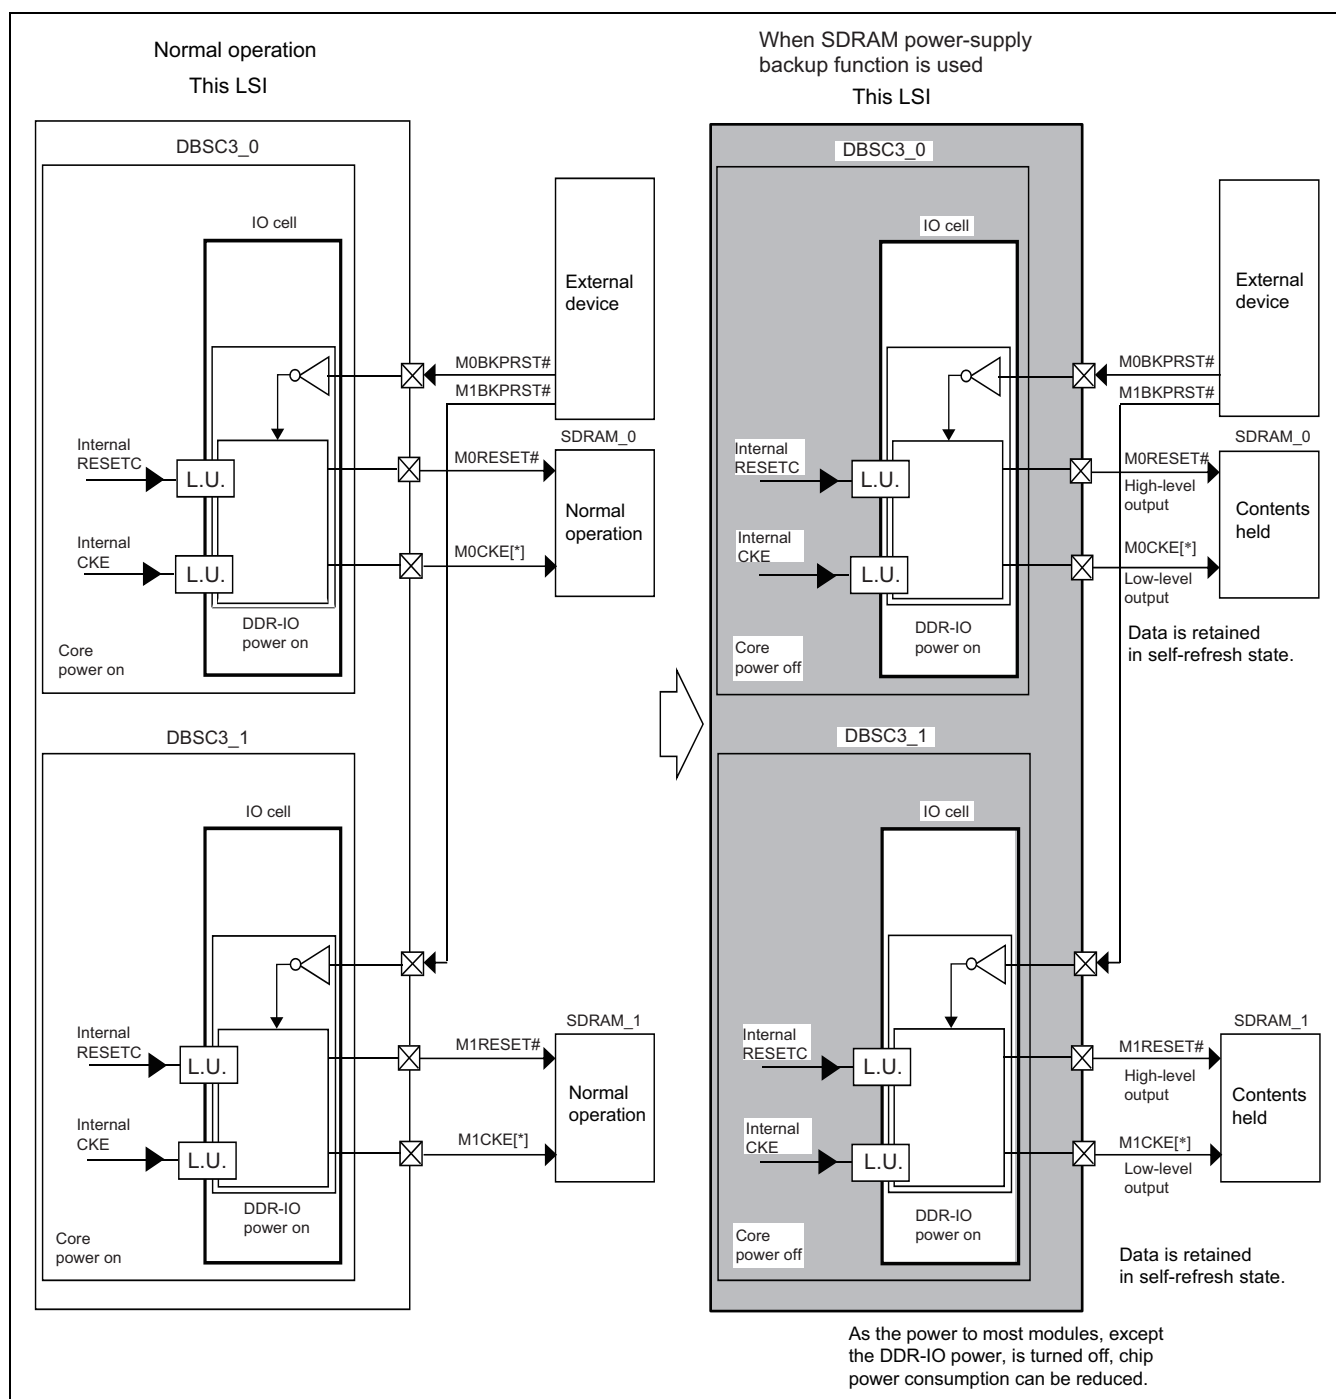 Normal operation
This LSI
DBSC3_0
IO cell
External
device
M0BKPRST#
M1BKPRST#
SDRAM_0
Internal
RESETC
L.U.
M0RESET#
Normal
operation
Internal
CKE
L.U.
M0CKE[*]
DDR-IO
power on
Core
power on
DBSC3_1
IO cell
SDRAM_1
Internal
RESETC
L.U.
M1RESET#
Normal
operation
Internal
CKE
L.U.
M1CKE[*]
DDR-IO
power on
Core
power on
When SDRAM power-supply
backup function is used
This LSI
DBSC3_0
IO cell
External
device
M0BKPRST#
M1BKPRST#
SDRAM_0
Internal
RESETC
L.U.
M0RESET#
High-level
output
Contents
held
Internal
CKE
L.U.
M0CKE[*]
Low-level
output
DDR-IO
power on
Core
power off
Data is retained
in self-refresh state.
DBSC3_1
IO cell
SDRAM_1
Internal
RESETC
L.U.
M1RESET#
High-level
output
Contents
held
Internal
CKE
L.U.
M1CKE[*]
Low-level
output
DDR-IO
power on
Core
power off
Data is retained
in self-refresh state.
As the power to most modules, except
the DDR-IO power, is turned off, chip
power consumption can be reduced.